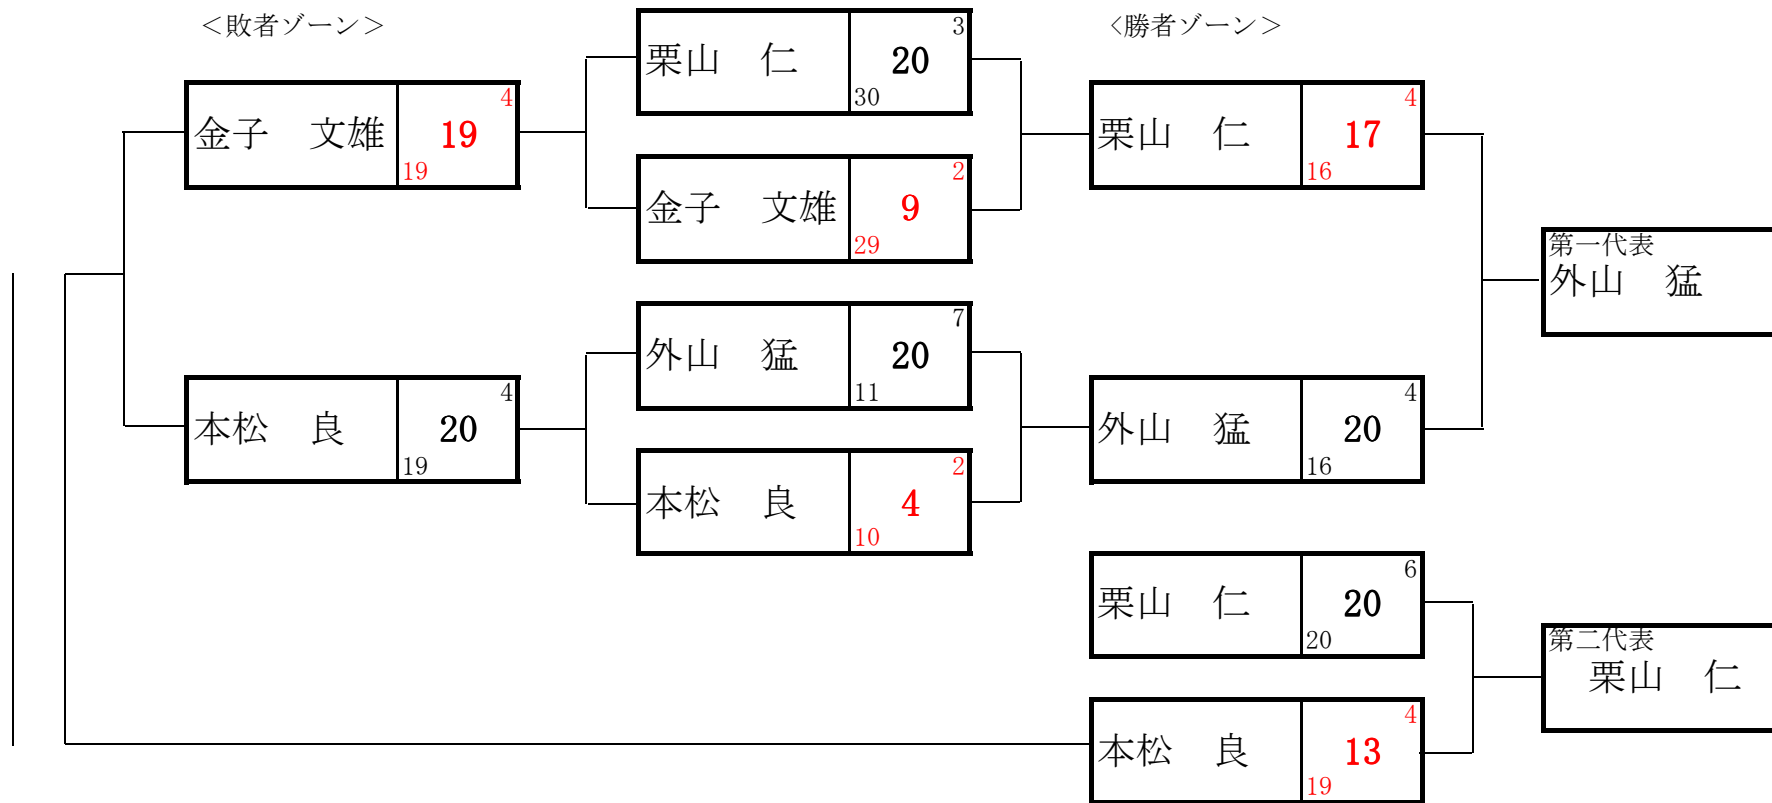 ＜敗者ゾーン＞
〈勝者ゾーン＞
栗山　仁 20 3 30
金子　文雄 19 4 19
栗山　仁 17 4 16
金子　文雄 9 2 29
第一代表
外山　猛
外山　猛 20 7 11
本松　良 20 4 19
外山　猛 20 4 16
本松　良 4 2 10
栗山　仁 20 6 20
第二代表
栗山　仁
本松　良 13 4 19